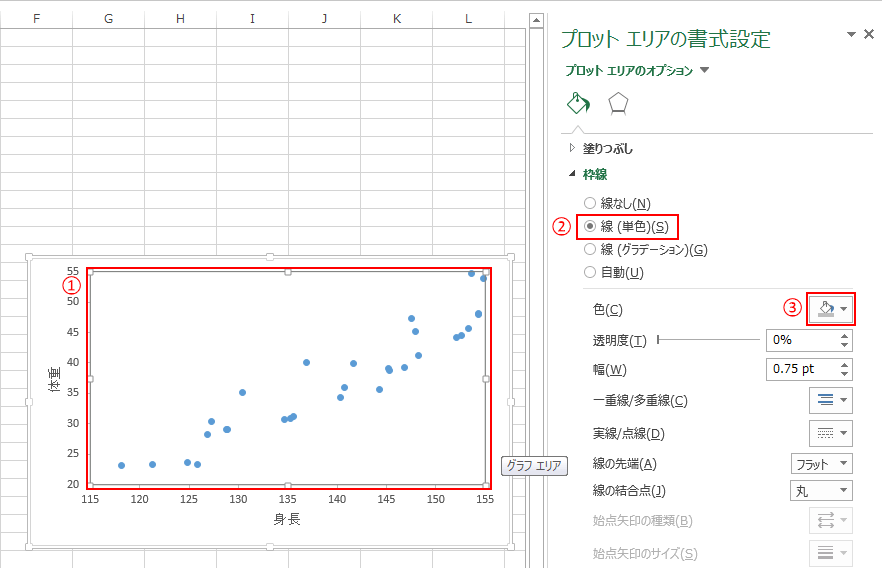 F G H I J K L
55
50
45
40
35
30
25
20
体重
115 120 125 130 135 140 145 150 155
身長
①
グラフ エリア
プロット エリアの書式設定
プロット エリアのオプション
塗りつぶし
枠線
線なし(N)
② 線 (単色)(S)
線 (グラデーション)(G)
自動(U)
色(C) ③
透明度(T) 0%
幅(W) 0.75 pt
一重線/多重線(C)
実線/点線(D)
線の先端(A) フラット
線の結合点(J) 丸
始点矢印の種類(B)
始点矢印のサイズ(S)